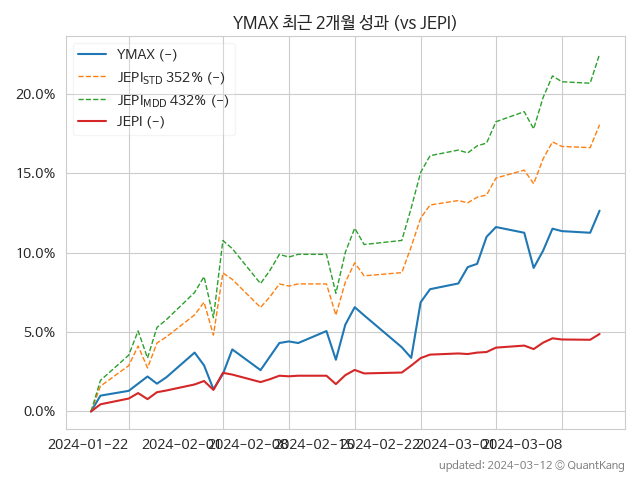 YMAX 최근 2개월 성과 (vs JEPI)
YMAX (-)
JEPI_STD 352% (-)
JEPI_MDD 432% (-)
JEPI (-)
20.0%
15.0%
10.0%
5.0%
0.0%
2024-01-22 2024-02-01 2024-02-08 2024-02-15 2024-02-22 2024-03-01 2024-03-08
updated: 2024-03-12 © QuantKang